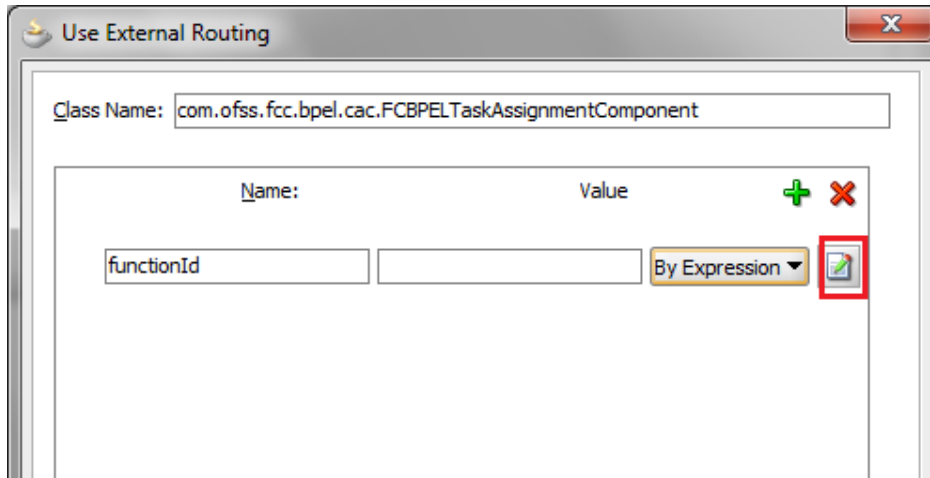 Use External Routing
Class Name: com.ofss.fcc.bpel.cac.FCBPELTaskAssignmentComponent
Name: Value
functionId By Expression